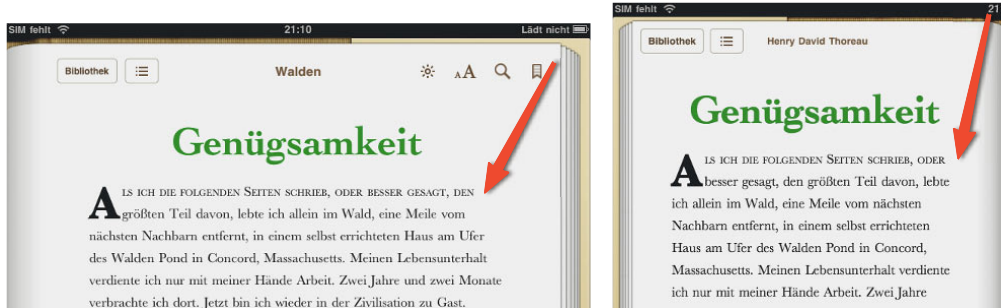 SIM fehlt 21:10 Lädt nicht
Bibliothek Walden AA
Genügsamkeit
ALS ICH DIE FOLGENDEN SEITEN SCHRIEB, ODER BESSER GESAGT, DEN
größten Teil davon, lebte ich allein im Wald, eine Meile vom
nächsten Nachbarn entfernt, in einem selbst errichteten Haus am Ufer
des Walden Pond in Concord, Massachusetts. Meinen Lebensunterhalt
verdiente ich nur mit meiner Hände Arbeit. Zwei Jahre und zwei Monate
verbrachte ich dort. Jetzt bin ich wieder in der Zivilisation zu Gast.
SIM fehlt 21
Bibliothek Henry David Thoreau
Genügsamkeit
ALS ICH DIE FOLGENDEN SEITEN SCHRIEB, ODER
besser gesagt, den größten Teil davon, lebte
ich allein im Wald, eine Meile vom nächsten
Nachbarn entfernt, in einem selbst errichteten
Haus am Ufer des Walden Pond in Concord,
Massachusetts. Meinen Lebensunterhalt verdiente
ich nur mit meiner Hände Arbeit. Zwei Jahre